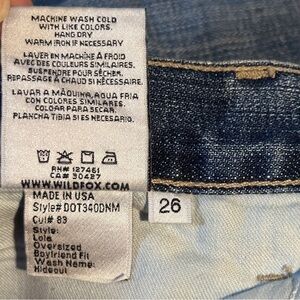 MACHINE WASH COLD
WITH LIKE COLORS.
HANG DRY
WARM IRON IF NECESSARY
LAVER EN MACHINE À FROID
AVEC DES COULEURS SIMILAIRES.
SUSPENDRE POUR SÉCHER.
REPASSAGE À CHAUD SI NÉCESSAIRE.
LAVAR A MÁQUINA, AGUA FRIA
CON COLORES SIMILARES.
COLGAR PARA SECAR.
PLANCHA TIBIA SI ES NECESARIO.
RN# 127461
CA# 30427
WWW.WILDFOX.COM
MADE IN USA
Style# DOT340DNM
Cut# 83
Style:
Lola
Oversized
Boyfriend Fit
Wash Name:
Hideout
26